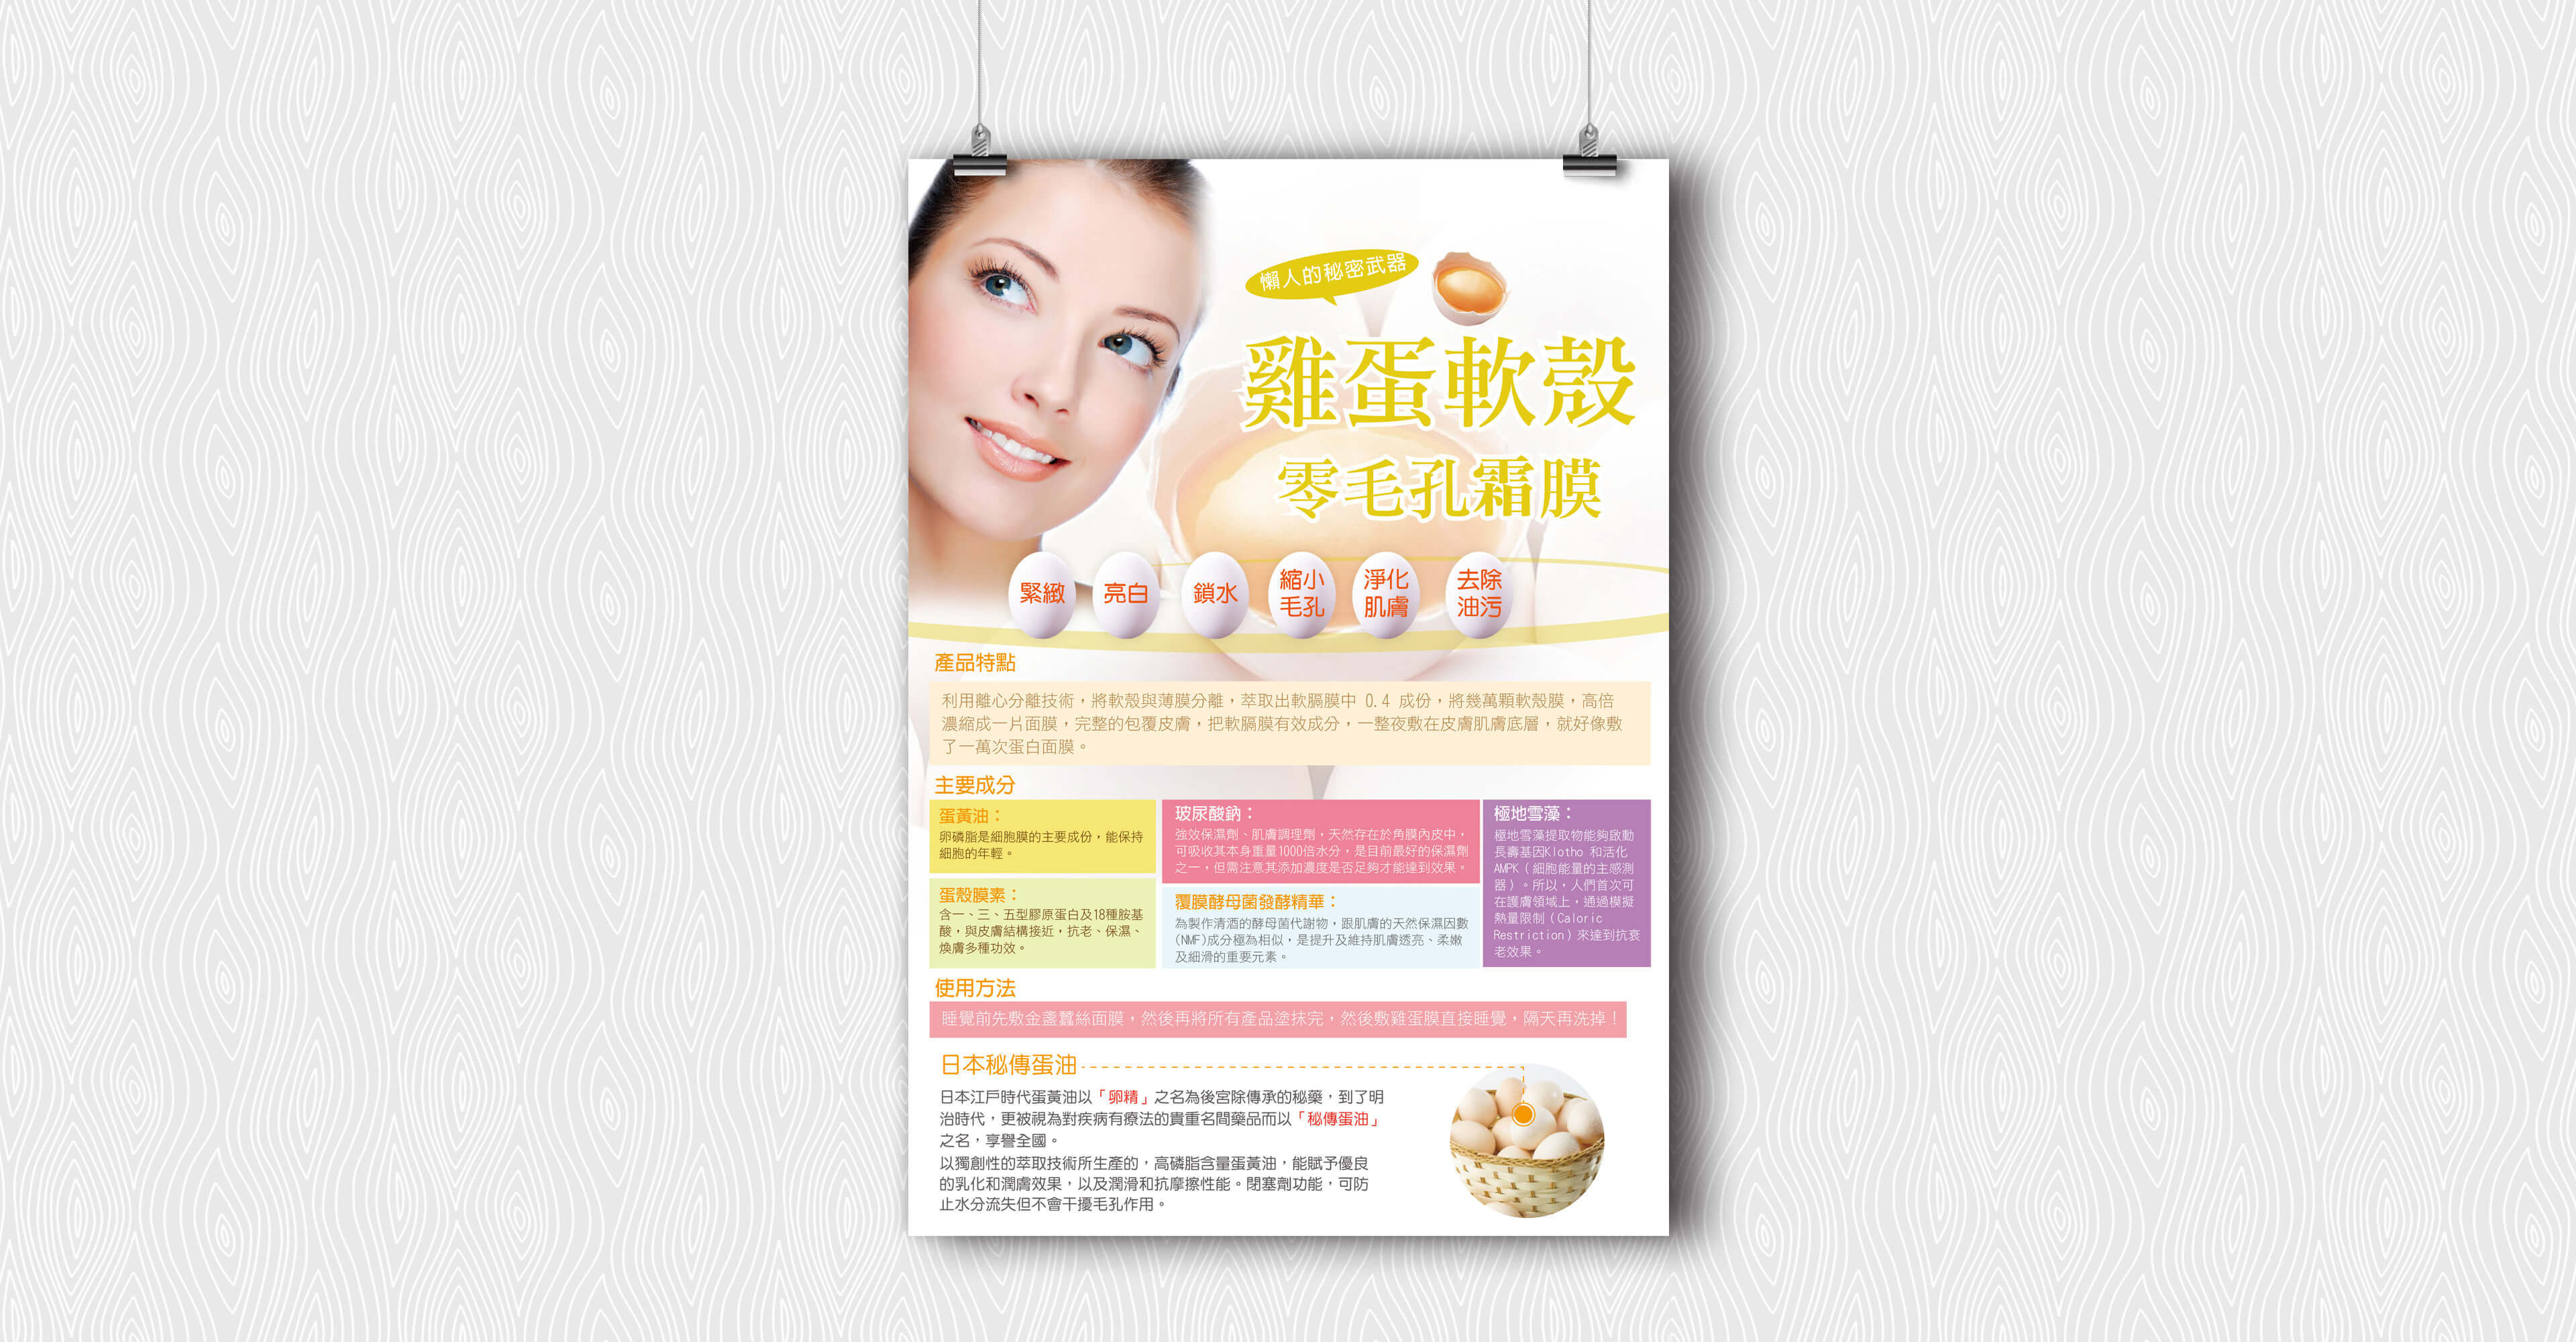 懶人的秘密武器
雞蛋軟殼
零毛孔霜膜
緊緻
亮白
鎖水
縮小
毛孔
淨化
肌膚
去除
油污
產品特點
利用離心分離技術，將軟殼與薄膜分離，萃取出軟膈膜中 0.4 成份，將幾萬顆軟殼膜，高倍
濃縮成一片面膜，完整的包覆皮膚，把軟膈膜有效成分，一整夜敷在皮膚肌膚底層，就好像敷
了一萬次蛋白面膜。
主要成分
蛋黃油：
卵磷脂是細胞膜的主要成份，能保持
細胞的年輕。
蛋殼膜素：
含一、三、五型膠原蛋白及18種胺基
酸，與皮膚結構接近，抗老、保濕、
煥膚多種功效。
玻尿酸鈉：
強效保濕劑、肌膚調理劑，天然存在於角膜內皮中，
可吸收其本身重量1000倍水分，是目前最好的保濕劑
之一，但需注意其添加濃度是否足夠才能達到效果。
覆膜酵母菌發酵精華：
為製作清酒的酵母菌代謝物，跟肌膚的天然保濕因數
(NMF)成分極為相似，是提升及維持肌膚透亮、柔嫩
及細滑的重要元素。
極地雪藻：
極地雪藻提取物能夠啟動
長壽基因Klotho 和活化
AMPK（細胞能量的主感測
器）。所以，人們首次可
在護膚領域上，通過模擬
熱量限制（Caloric
Restriction）來達到抗衰
老效果。
使用方法
睡覺前先敷金盞蠶絲面膜，然後再將所有產品塗抹完，然後敷雞蛋膜直接睡覺，隔天再洗掉！
日本秘傳蛋油
日本江戶時代蛋黃油以「卵精」之名為後宮除傳承的秘藥，到了明
治時代，更被視為對疾病有療法的貴重名間藥品而以「秘傳蛋油」
之名，享譽全國。
以獨創性的萃取技術所生產的，高磷脂含量蛋黃油，能賦予優良
的乳化和潤膚效果，以及潤滑和抗摩擦性能。閉塞劑功能，可防
止水分流失但不會干擾毛孔作用。